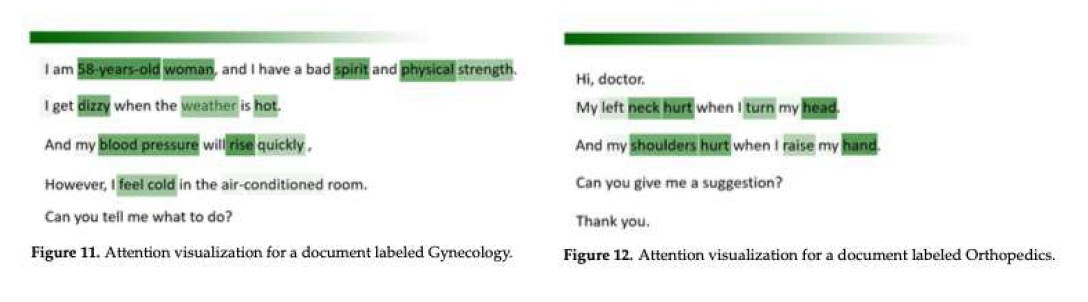 I am 58-years-old woman, and I have a bad spirit and physical strength.
I get dizzy when the weather is hot.
And my blood pressure will rise quickly ,
However, I feel cold in the air-conditioned room.
Can you tell me what to do?
Figure 11. Attention visualization for a document labeled Gynecology.
Hi, doctor.
My left neck hurt when I turn my head.
And my shoulders hurt when I raise my hand.
Can you give me a suggestion?
Thank you.
Figure 12. Attention visualization for a document labeled Orthopedics.